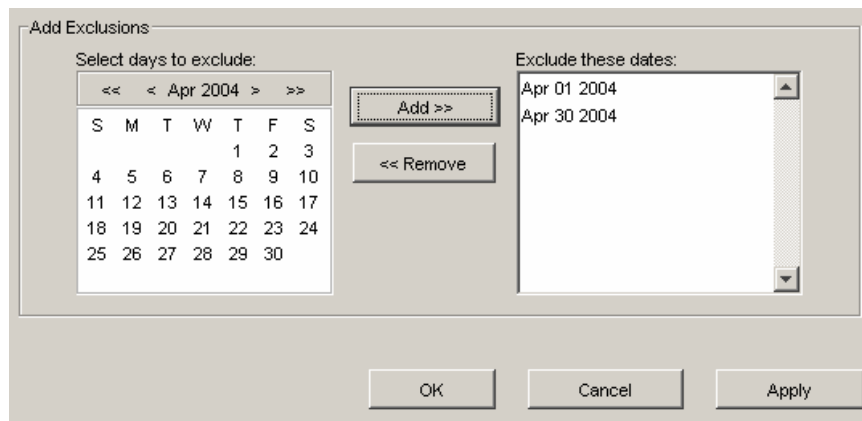 Add Exclusions
Select days to exclude:
<< < Apr 2004 > >>
S M T W T F S
1 2 3
4 5 6 7 8 9 10
11 12 13 14 15 16 17
18 19 20 21 22 23 24
25 26 27 28 29 30
Add >>
<< Remove
Exclude these dates:
Apr 01 2004
Apr 30 2004
OK Cancel Apply